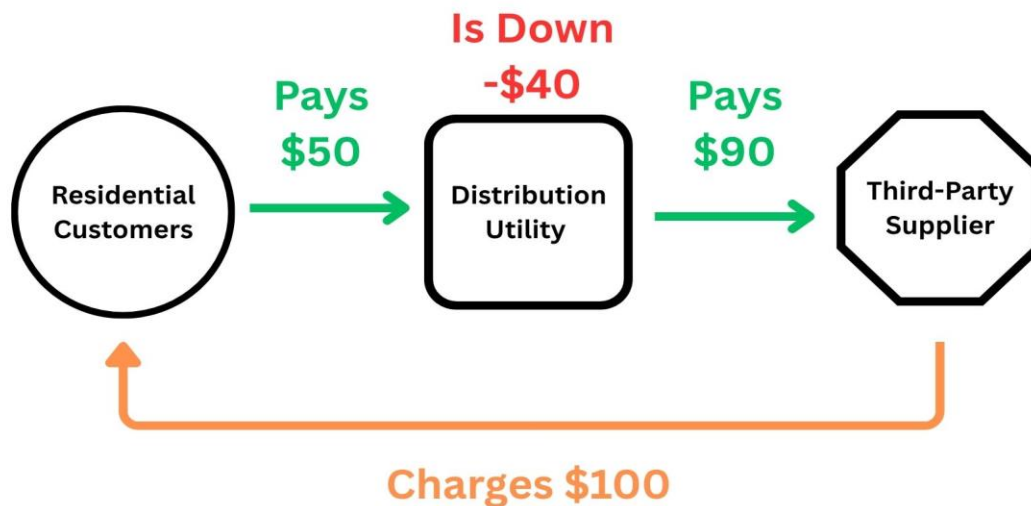 Is Down
-$40
Pays
$50
Pays
$90
Residential
Customers
Distribution
Utility
Third-Party
Supplier
Charges $100